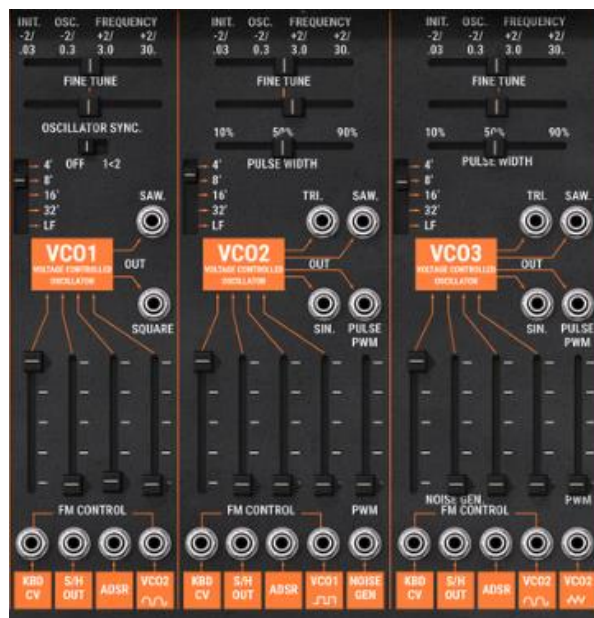 INIT. OSC. FREQUENCY
-2/ -2/ +2/ +2/
.03 0.3 3.0 30.
FINE TUNE
OSCILLATOR SYNC.
OFF 1<2
4'
8'
16'
32'
LF
SAW.
VCO1
VOLTAGE CONTROLLED
OSCILLATOR
OUT
SQUARE
FM CONTROL
KBD CV
S/H OUT
ADSR
VCO2
INIT. OSC. FREQUENCY
-2/ -2/ +2/ +2/
.03 0.3 3.0 30.
FINE TUNE
10% 50% 90%
PULSE WIDTH
4'
8'
16'
32'
LF
TRI. SAW.
VCO2
VOLTAGE CONTROLLED
OSCILLATOR
OUT
SIN. PULSE
PWM
FM CONTROL PWM
KBD CV
S/H OUT
ADSR
VCO1
NOISE GEN
INIT. OSC. FREQUENCY
-2/ -2/ +2/ +2/
.03 0.3 3.0 30.
FINE TUNE
10% 50% 90%
PULSE WIDTH
4'
8'
16'
32'
LF
TRI. SAW.
VCO3
VOLTAGE CONTROLLED
OSCILLATOR
OUT
SIN. PULSE
PWM
NOISE GEN. PWM
FM CONTROL
KBD CV
S/H OUT
ADSR
VCO2
VCO2